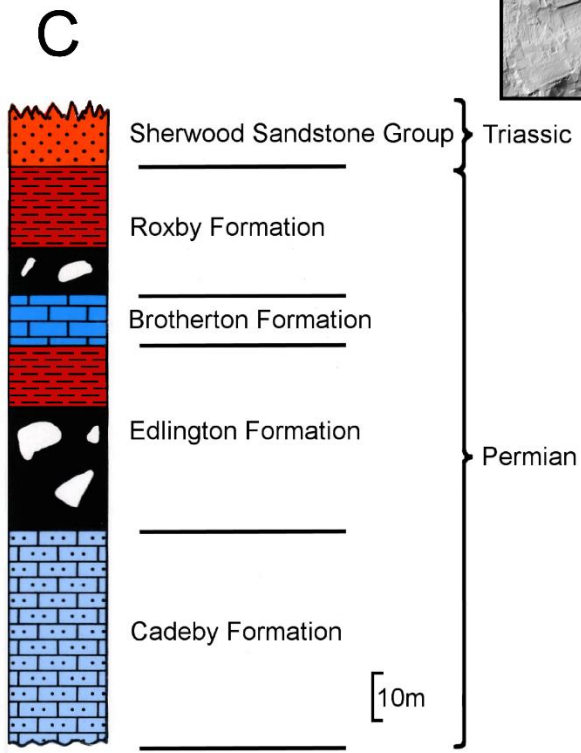 C
Sherwood Sandstone Group
Triassic
Roxby Formation
Brotherton Formation
Edlington Formation
Permian
Cadeby Formation
10m